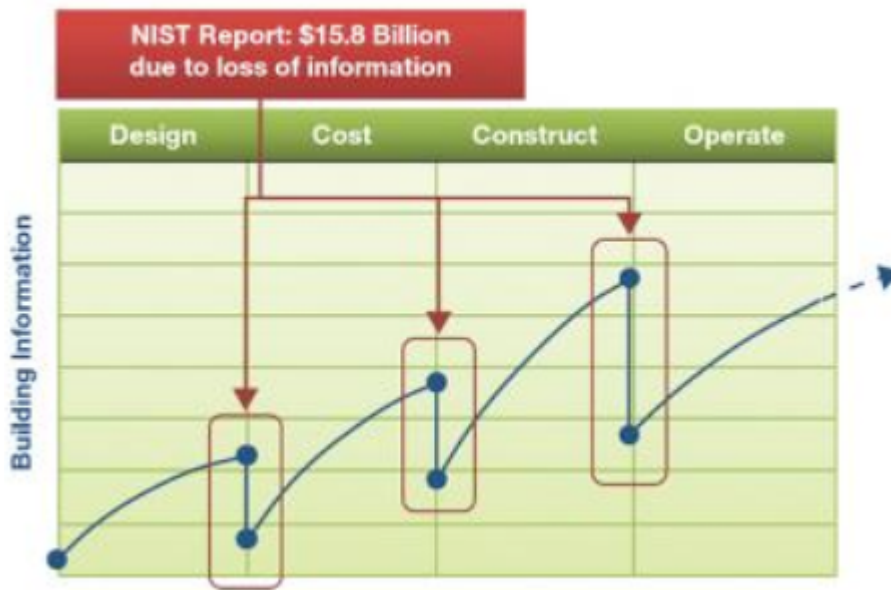 NIST Report: $15.8 Billion
due to loss of information
Design Cost Construct Operate
Building Information